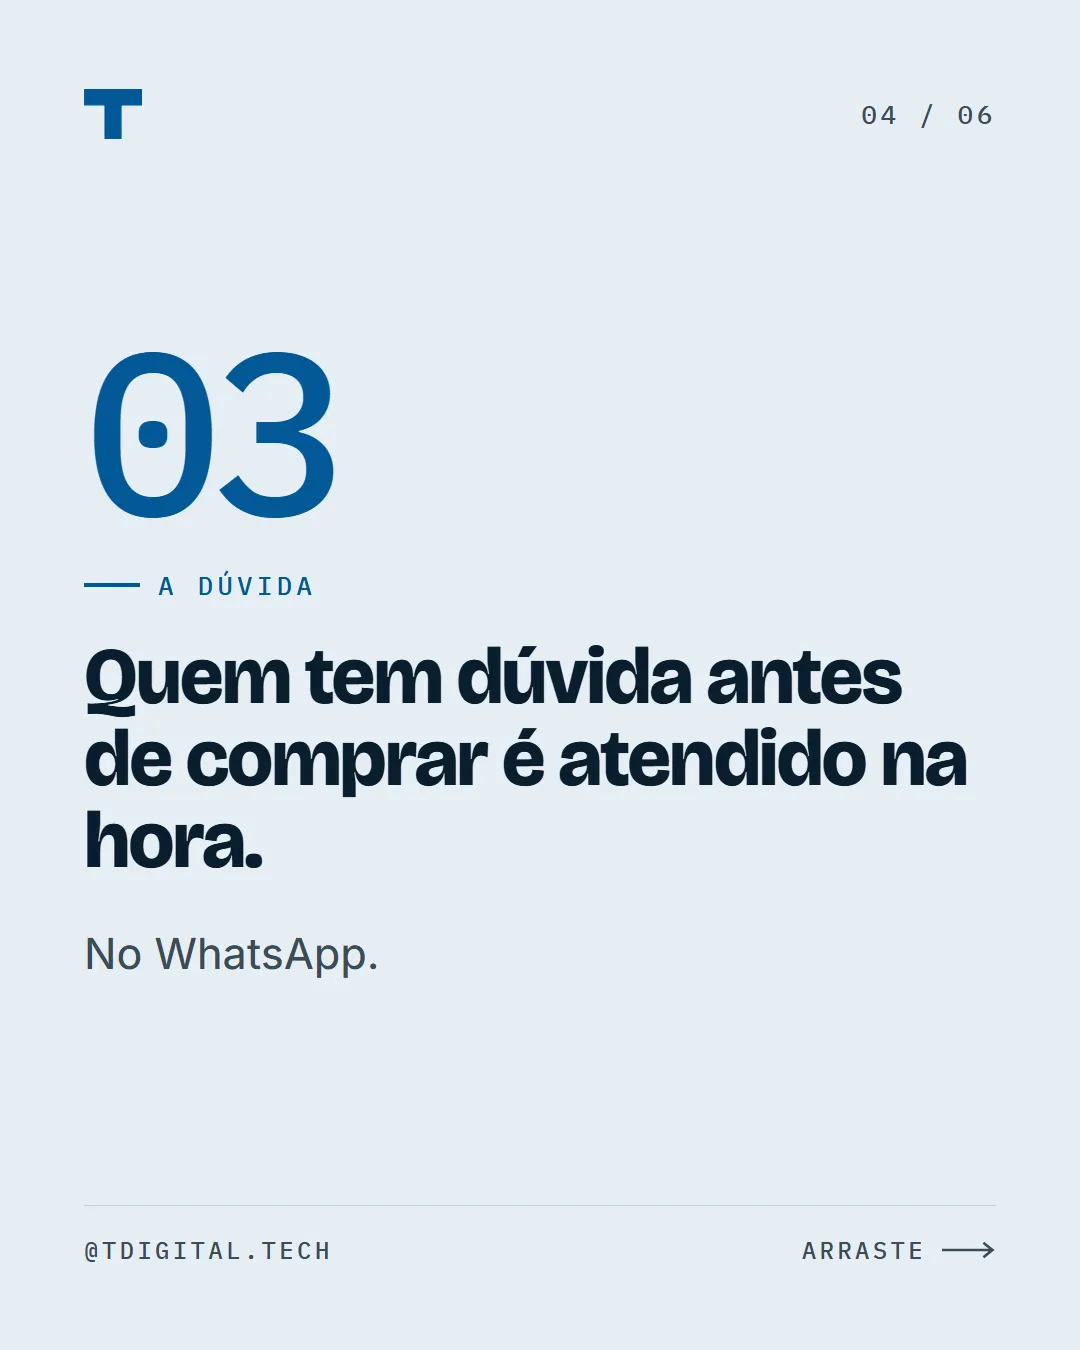 T
04 / 06
03
A DÚVIDA
Quem tem dúvida antes
de comprar é atendido na
hora.
No WhatsApp.
@TDIGITAL.TECH
ARRASTE